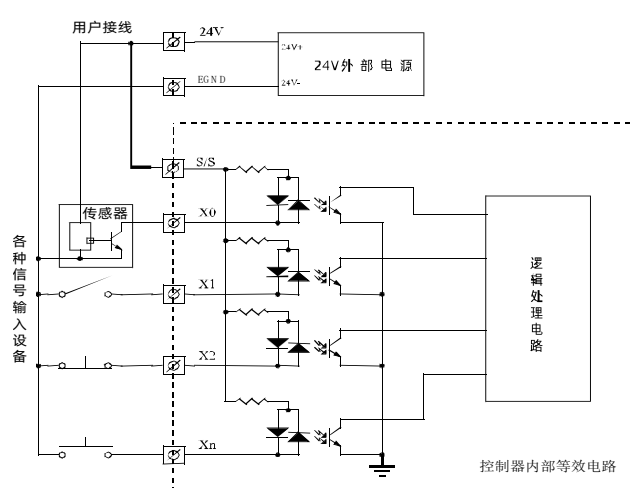 用户接线
24V
24V+
24V外部电源
EGND
24V-
S/S
传感器
X0
各种信号输入设备
X1
逻辑处理电路
X2
Xn
控制器内部等效电路